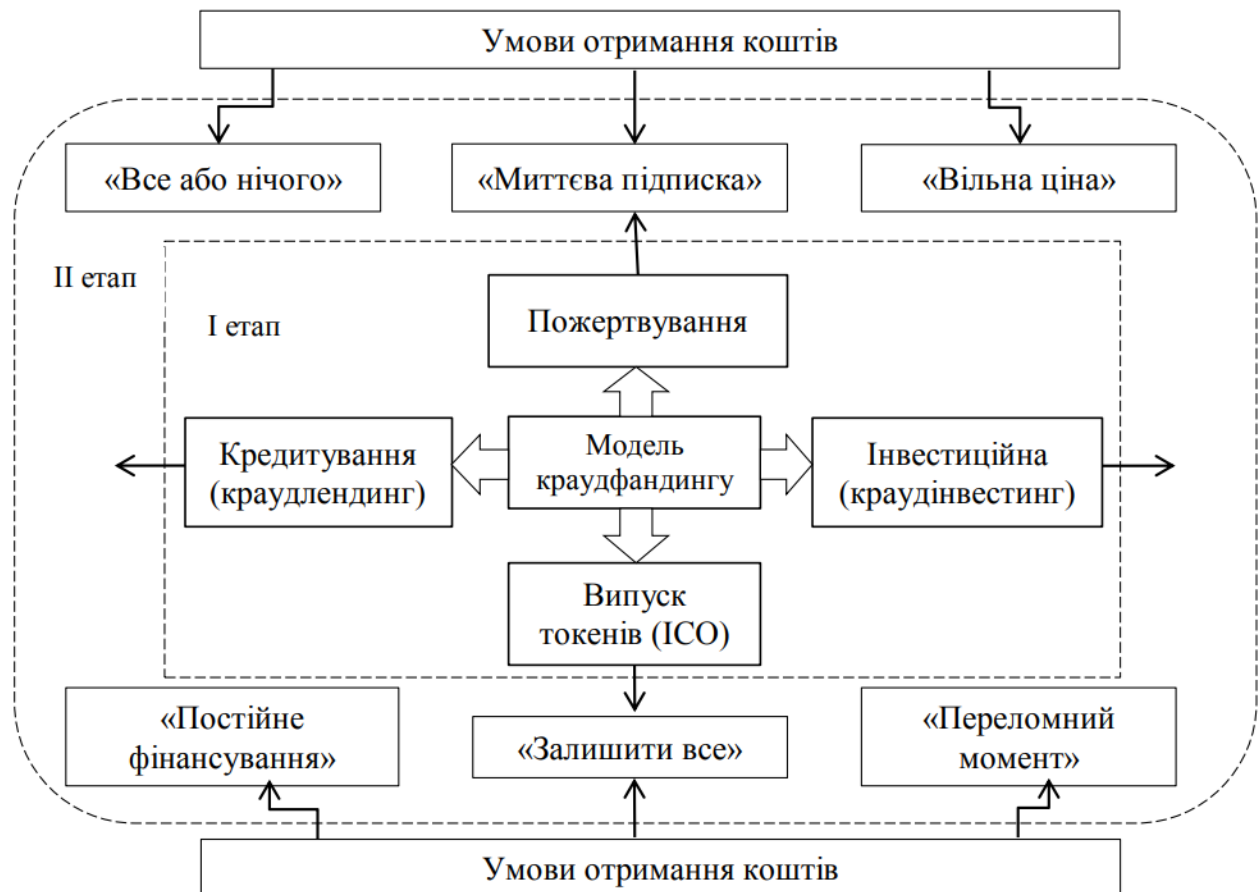 Умови отримання коштів
«Все або нічого»
«Миттєва підписка»
«Вільна ціна»
II етап
I етап
Пожертвування
Кредитування
(краудлендинг)
Модель
краудфандингу
Інвестиційна
(краудінвестинг)
Випуск
токенів (ICO)
«Постійне
фінансування»
«Залишити все»
«Переломний
момент»
Умови отримання коштів